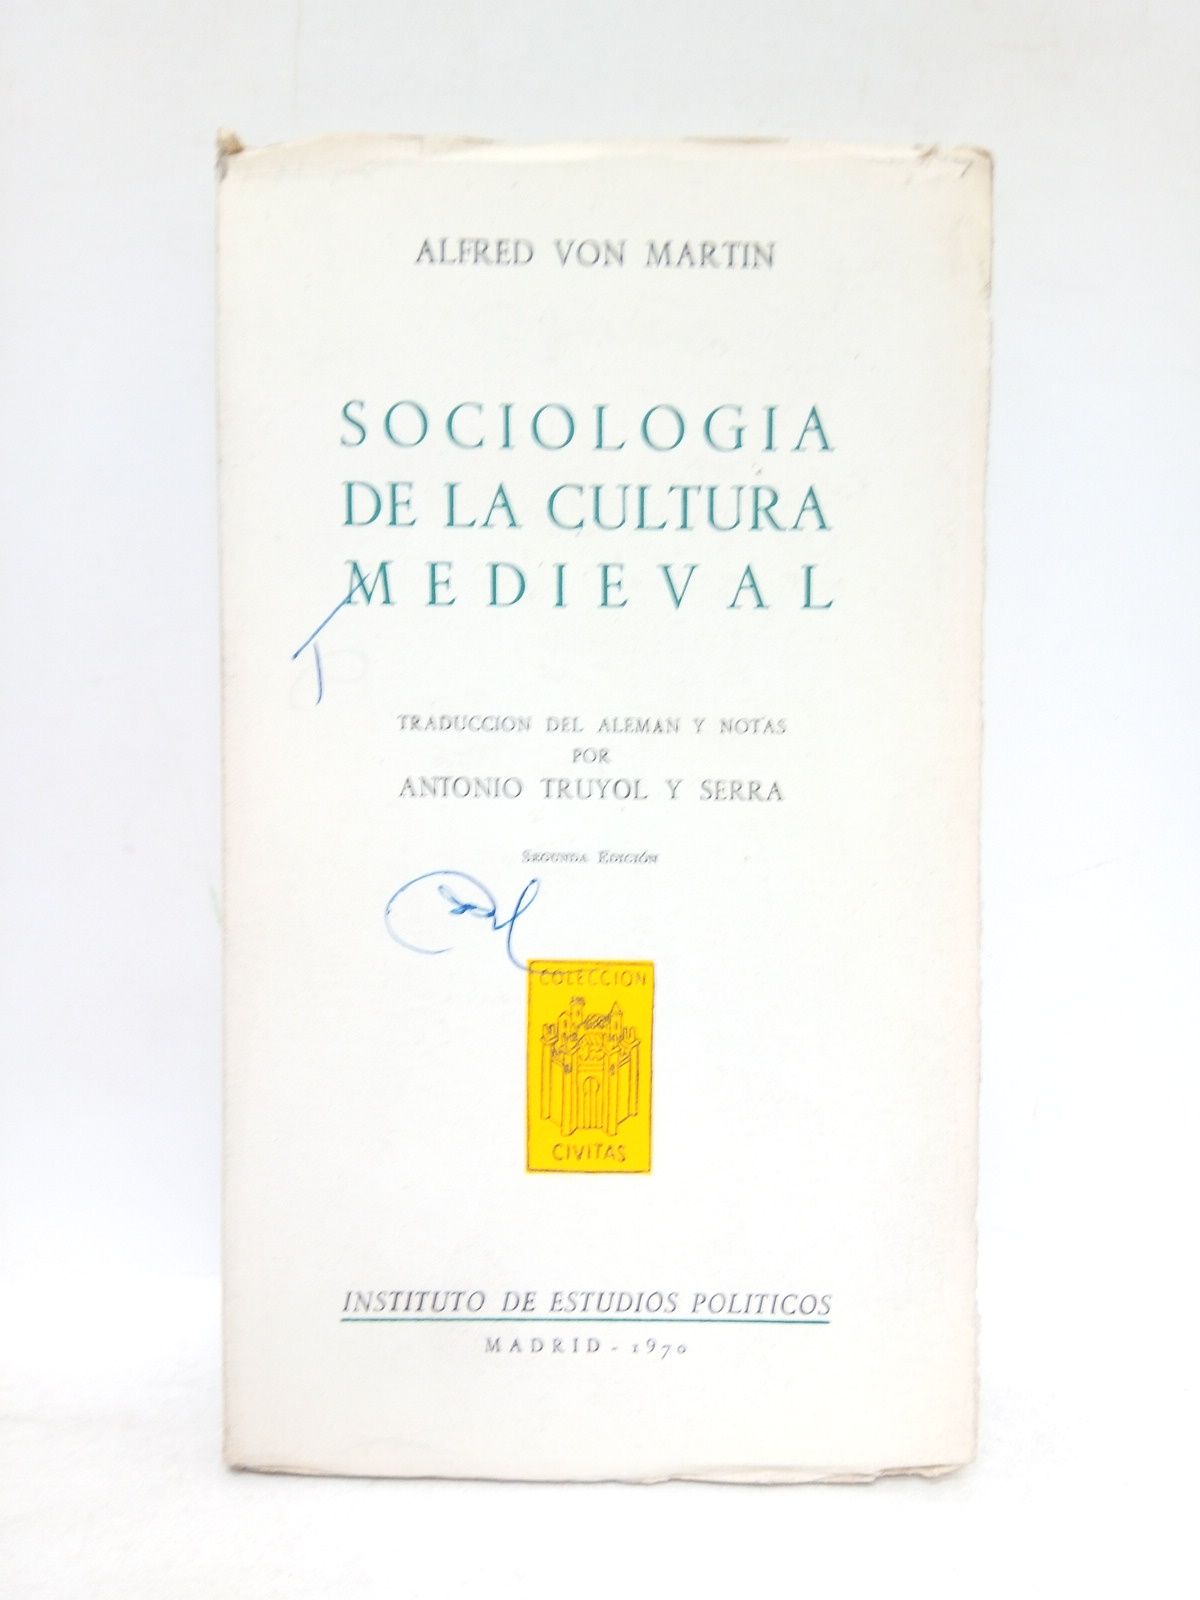 ALFRED VON MARTIN
SOCIOLOGIA
DE LA CULTURA
MEDIEVAL
TRADUCCION DEL ALEMAN Y NOTAS
POR
ANTONIO TRUYOL Y SERRA
SEGUNDA EDICIÓN
COLECCION
CIVITAS
INSTITUTO DE ESTUDIOS POLITICOS
MADRID - 1970